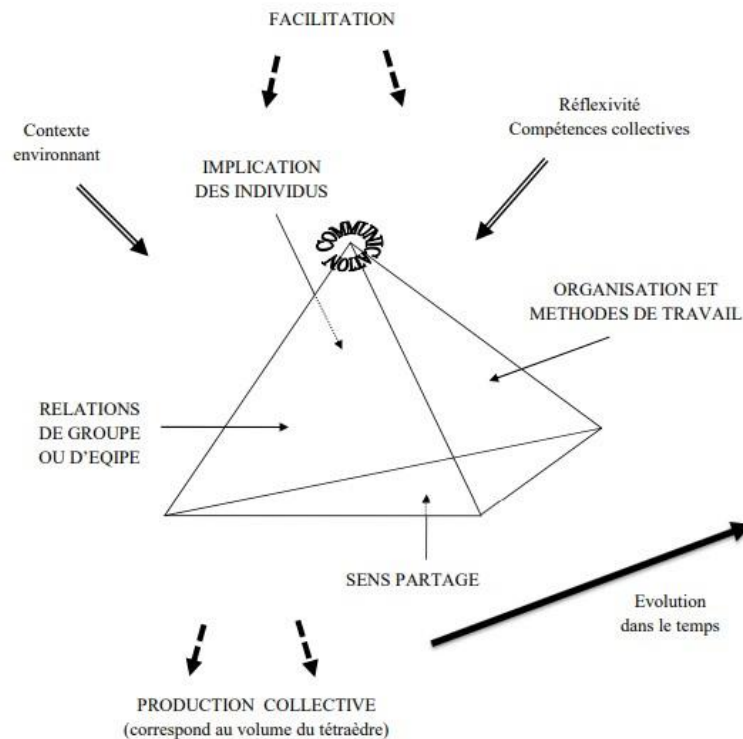 FACILITATION
Contexte
environnant
Réflexivité
Compétences collectives
IMPLICATION
DES INDIVIDUS
COMMUNICATION
ORGANISATION ET
METHODES DE TRAVAIL
RELATIONS
DE GROUPE
OU D'EQIPE
SENS PARTAGE
Evolution
dans le temps
PRODUCTION COLLECTIVE
(correspond au volume du tétraèdre)